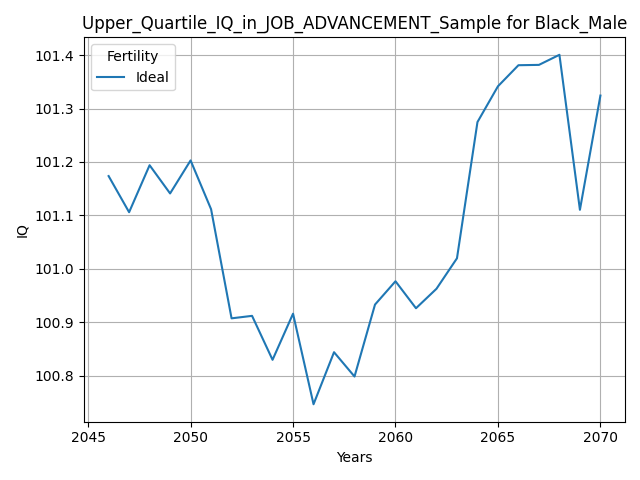 Upper_Quartile_IQ_in_JOB_ADVANCEMENT_Sample for Black_Male
Fertility
Ideal
101.4
101.3
101.2
101.1
101.0
100.9
100.8
IQ
2045 2050 2055 2060 2065 2070
Years